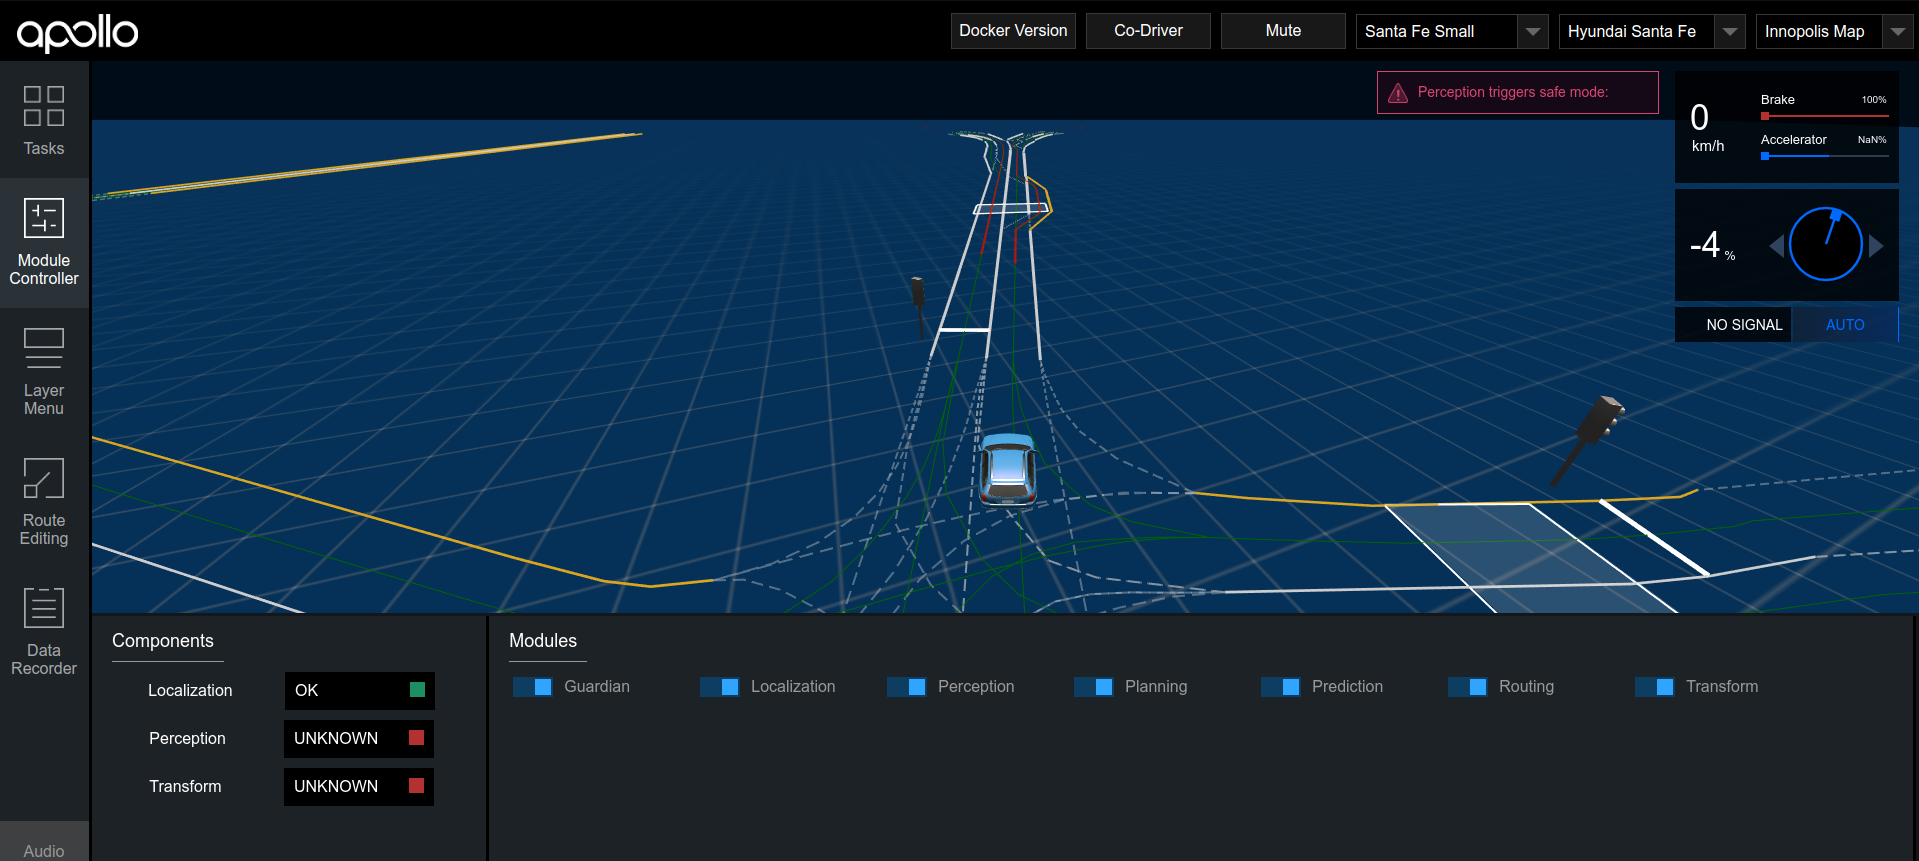 apollo
Docker Version
Co-Driver
Mute
Santa Fe Small
Hyundai Santa Fe
Innopolis Map
Tasks
Module
Controller
Layer
Menu
Route
Editing
Data
Recorder
Audio
Perception triggers safe mode:
0
km/h
Brake
100%
Accelerator
NaN%
-4 %
NO SIGNAL
AUTO
Components
Localization
OK
Perception
UNKNOWN
Transform
UNKNOWN
Modules
Guardian
Localization
Perception
Planning
Prediction
Routing
Transform